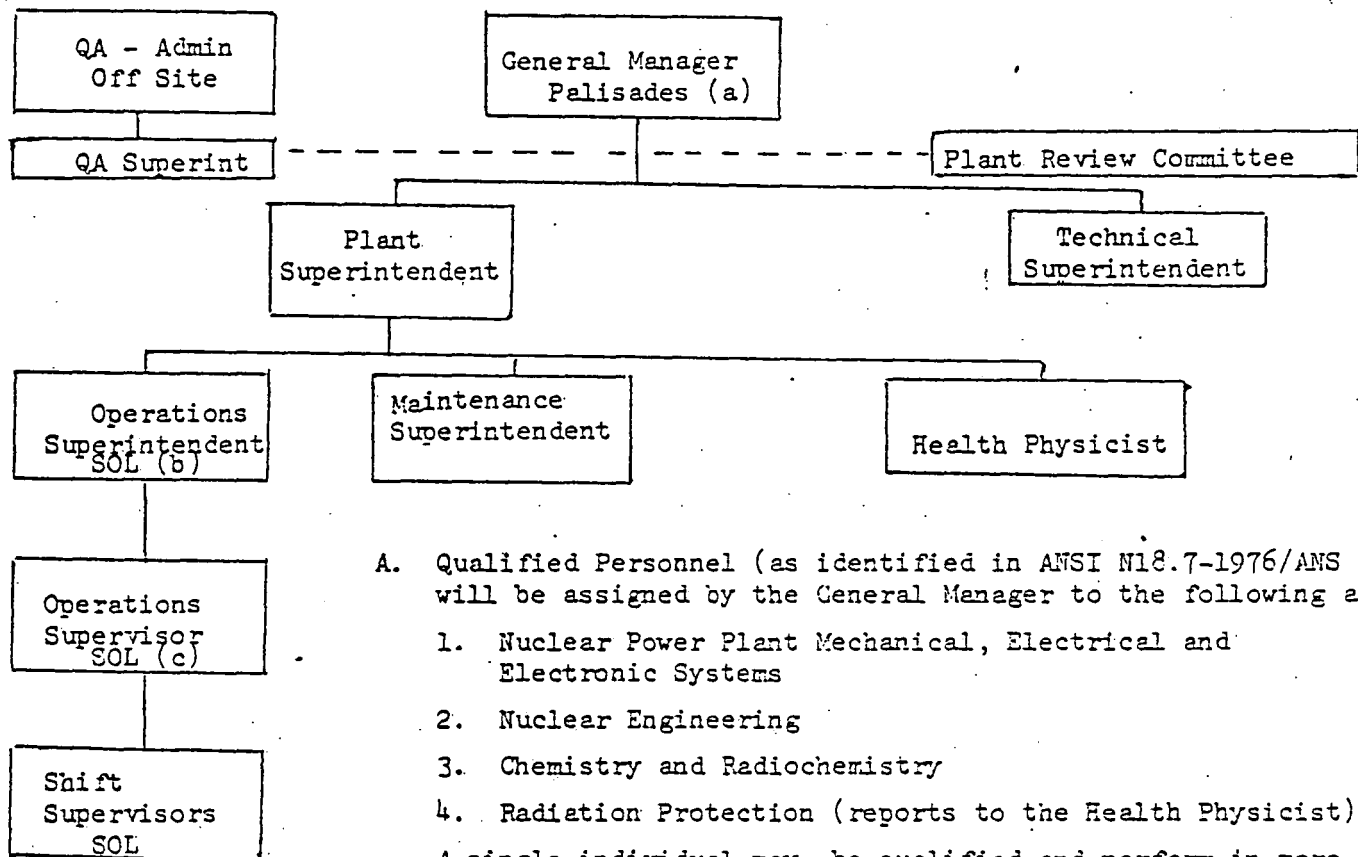 QA - Admin
Off Site
General Manager
Palisades (a)
QA Superint
Plant Review Committee
Plant
Superintendent
Technical
Superintendent
Operations
Superintendent
SOL (b)
Maintenance
Superintendent
Health Physicist
Operations
Supervisor
SOL (c)
Shift
Supervisors
SOL
A. Qualified Personnel (as identified in ANSI N18.7-1976/ANS
will be assigned by the General Manager to the following a
1. Nuclear Power Plant Mechanical, Electrical and
Electronic Systems
2. Nuclear Engineering
3. Chemistry and Radiochemistry
4. Radiation Protection (reports to the Health Physicist)
A single individual may be qualified and perform in more